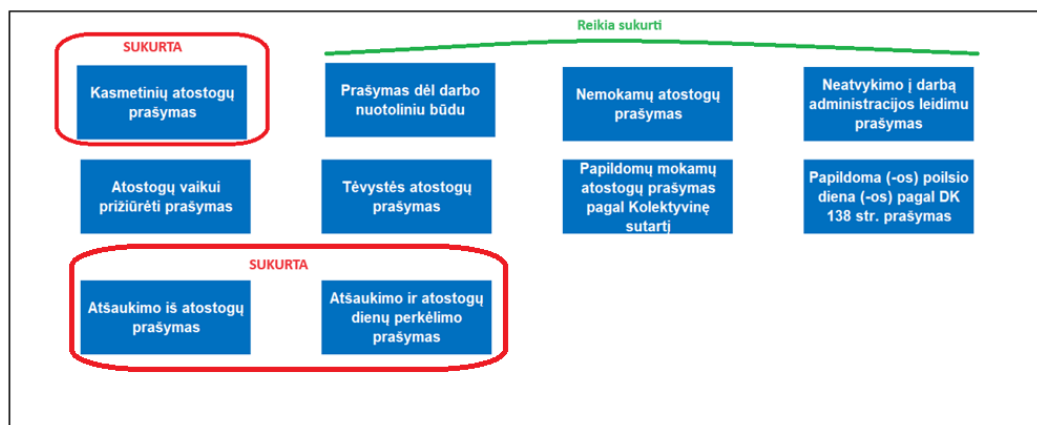 Reikia sukurti
SUKURTA
Kasmetinių atostogų
prašymas
Prašymas dėl darbo
nuotoliniu būdu
Nemokamų atostogų
prašymas
Neatvykimo į darbą
administracijos leidimu
prašymas
Atostogų vaikui
prižiūrėti prašymas
Tėvystės atostogų
prašymas
Papildomų mokamų
atostogų prašymas
pagal Kolektyvinę
sutartį
Papildoma (-os) poilsio
diena (-os) pagal DK
138 str. prašymas
SUKURTA
Atšaukimo iš atostogų
prašymas
Atšaukimo ir atostogų
dienų perkėlimo
prašymas